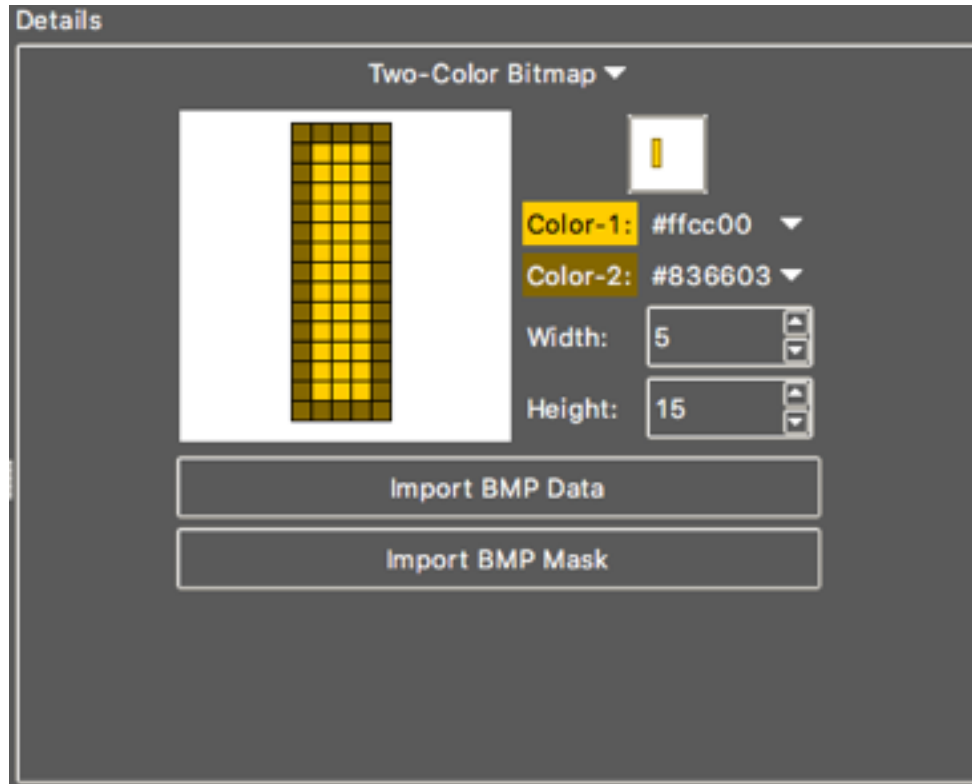 Details
Two-Color Bitmap
Color-1: #ffcc00
Color-2: #836603
Width: 5
Height: 15
Import BMP Data
Import BMP Mask